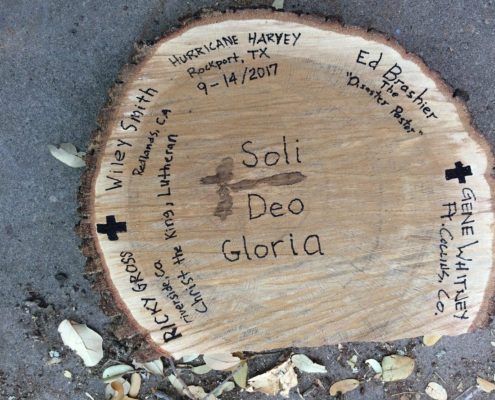 HURRICANE HARVEY
Rockport, TX
9-14/2017
Ed Brashier
The
"Disaster Pastor"
GENE WHITNEY
Ft. COLLINS, CO.
Soli
Deo
Gloria
Wiley Smith
Redlands, CA
Christ the King, Lutheran
RICKY GROSS
riverside ca